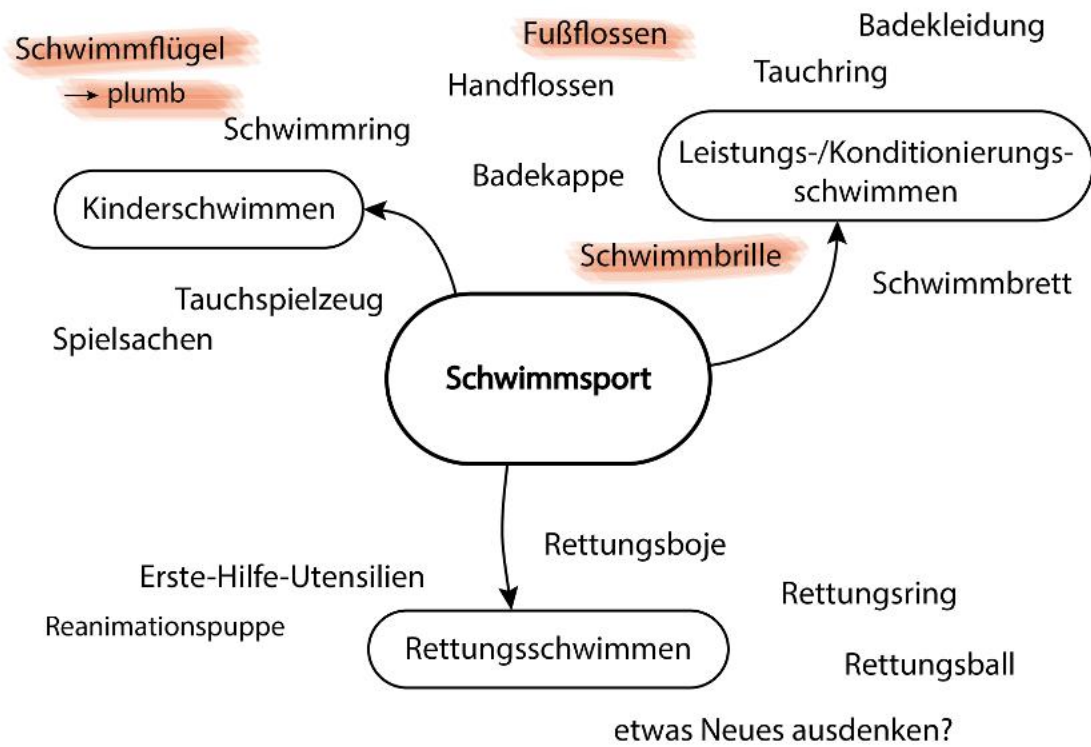 Schwimmflügel
→ plumb
Schwimmring
Kinderschwimmen
Tauchspielzeug
Spielsachen
Fußflossen
Handflossen
Badekappe
Schwimmbrille
Badekleidung
Tauchring
Leistungs-/Konditionierungs-
schwimmen
Schwimmbrett
Schwimmsport
Rettungsboje
Erste-Hilfe-Utensilien
Reanimationspuppe
Rettungsschwimmen
Rettungsring
Rettungsball
etwas Neues ausdenken?